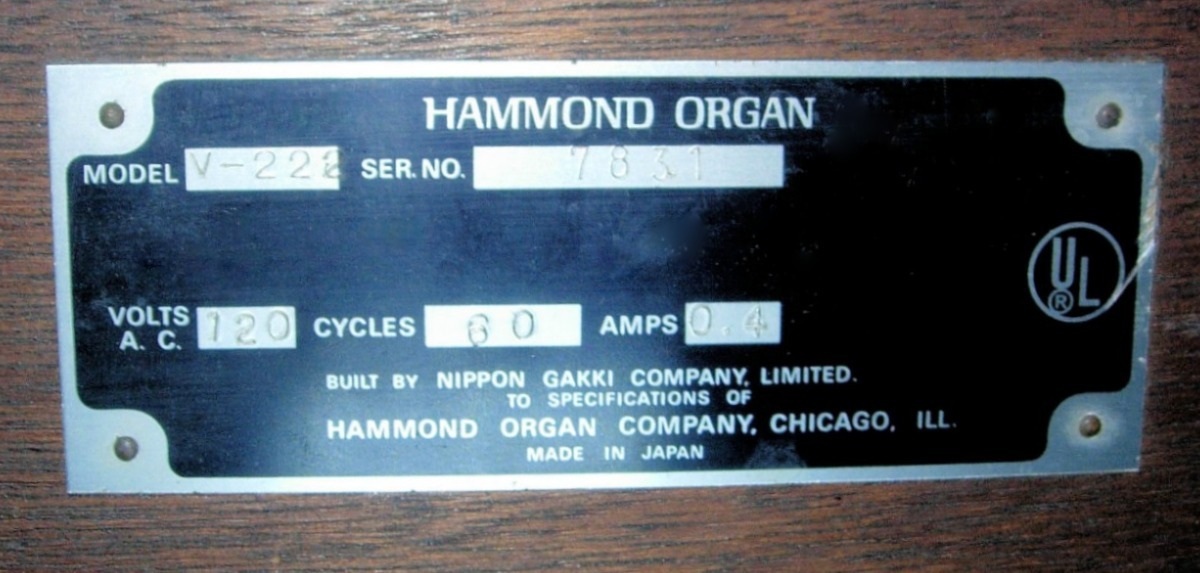 HAMMOND ORGAN
MODEL V-222 SER. NO. 7831
UL®
VOLTS A. C. 120 CYCLES 60 AMPS 0.4
BUILT BY NIPPON GAKKI COMPANY, LIMITED.
TO SPECIFICATIONS OF
HAMMOND ORGAN COMPANY, CHICAGO, ILL.
MADE IN JAPAN